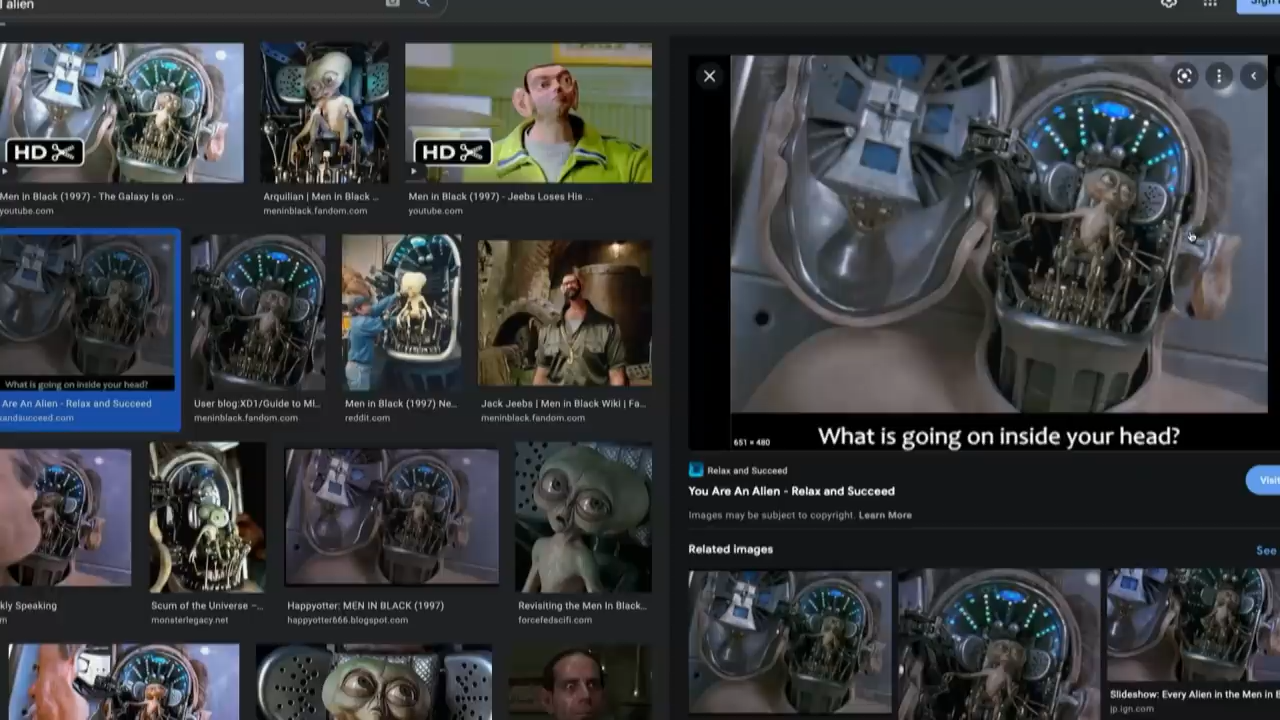 l alien
Sign
HD
HD
Men in Black (1997) - The Galaxy Is on ...
youtube.com
Arquilian | Men in Black ...
meninblack.fandom.com
Men in Black (1997) - Jeebs Loses His ...
youtube.com
What is going on inside your head?
Are An Alien - Relax and Succeed
xandsucceed.com
User blog:XD1/Guide to MI...
meninblack.fandom.com
Men in Black (1997) Ne...
reddit.com
Jack Jeebs | Men in Black Wiki | Fa...
meninblack.fandom.com
kly Speaking
m
Scum of the Universe –...
monsterlegacy.net
Happyotter: MEN IN BLACK (1997)
happyotter666.blogspot.com
Revisiting the Men In Black...
forcefedscifi.com
651 × 480
What is going on inside your head?
Relax and Succeed
You Are An Alien - Relax and Succeed
Visit
Images may be subject to copyright. Learn More
Related images
See
Slideshow: Every Alien in the Men in B
jp.ign.com